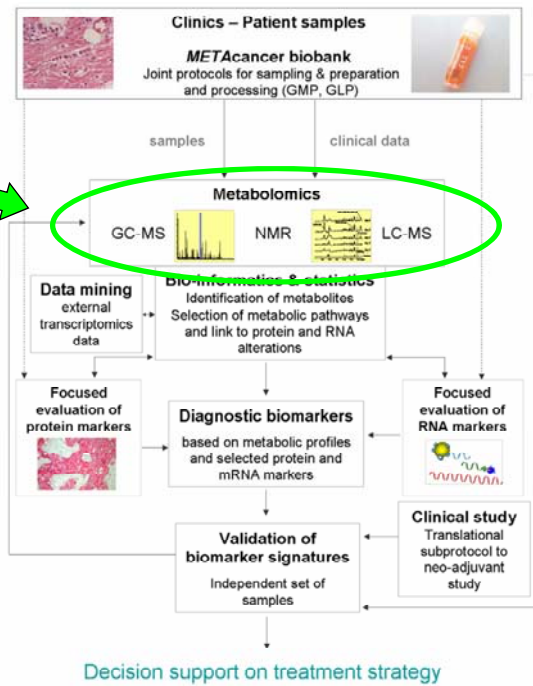 Clinics – Patient samples
METAcancer biobank
Joint protocols for sampling & preparation
and processing (GMP, GLP)
samples
clinical data
Metabolomics
GC-MS
NMR
LC-MS
Bio-informatics & statistics
Identification of metabolites
Selection of metabolic pathways
and link to protein and RNA
alterations
Data mining
external
transcriptomics
data
Focused
evaluation of
protein markers
Diagnostic biomarkers
based on metabolic profiles
and selected protein and
mRNA markers
Focused
evaluation of
RNA markers
Validation of
biomarker signatures
Independent set of
samples
Clinical study
Translational
subprotocol to
neo-adjuvant
study
Decision support on treatment strategy